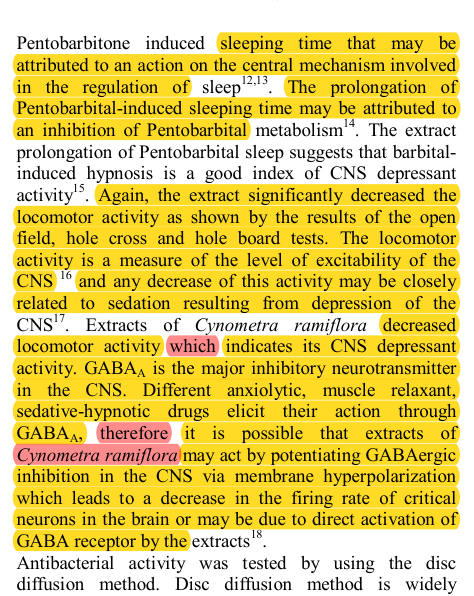 Pentobarbitone induced sleeping time that may be
attributed to an action on the central mechanism involved
in the regulation of sleep12,13. The prolongation of
Pentobarbital-induced sleeping time may be attributed to
an inhibition of Pentobarbital metabolism14. The extract
prolongation of Pentobarbital sleep suggests that barbital-
induced hypnosis is a good index of CNS depressant
activity15. Again, the extract significantly decreased the
locomotor activity as shown by the results of the open
field, hole cross and hole board tests. The locomotor
activity is a measure of the level of excitability of the
CNS 16 and any decrease of this activity may be closely
related to sedation resulting from depression of the
CNS17. Extracts of Cynometra ramiflora decreased
locomotor activity which indicates its CNS depressant
activity. GABAA is the major inhibitory neurotransmitter
in the CNS. Different anxiolytic, muscle relaxant,
sedative-hypnotic drugs elicit their action through
GABAA, therefore it is possible that extracts of
Cynometra ramiflora may act by potentiating GABAergic
inhibition in the CNS via membrane hyperpolarization
which leads to a decrease in the firing rate of critical
neurons in the brain or may be due to direct activation of
GABA receptor by the extracts18.
Antibacterial activity was tested by using the disc
diffusion method. Disc diffusion method is widely